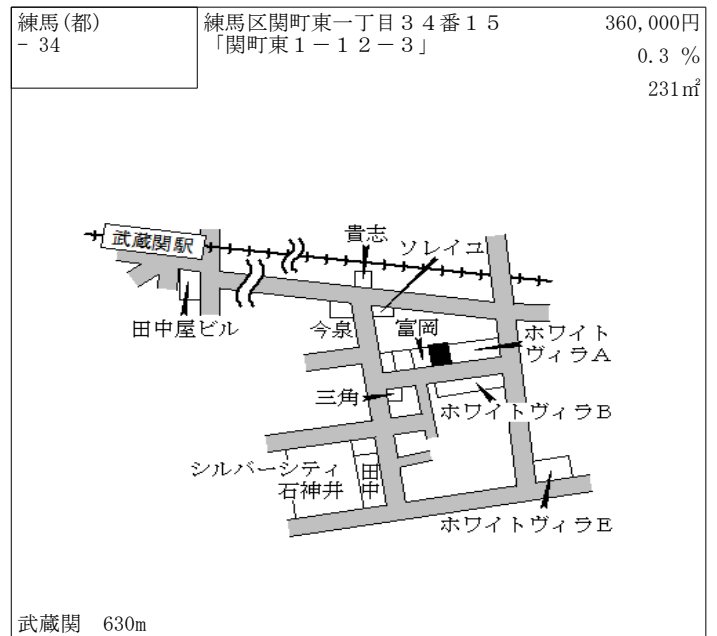 練馬(都)
- 34
練馬区関町東一丁目３４番１５
「関町東１－１２－３」
360,000円
0.3 %
231㎡
武蔵関駅
貴志
ソレイユ
田中屋ビル
今泉
富岡
ホワイト
ヴィラA
三角
ホワイトヴィラB
シルバーシティ
石神井
田中
ホワイトヴィラE
武蔵関 630m